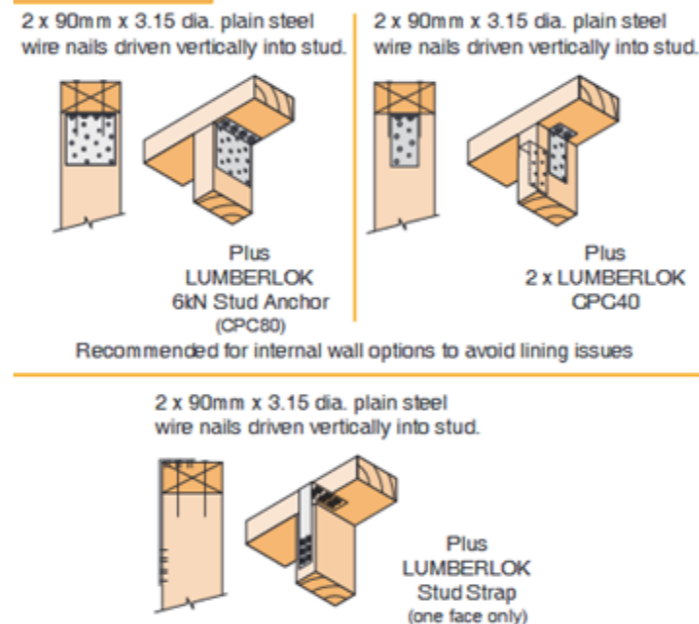 2 x 90mm x 3.15 dia. plain steel
wire nails driven vertically into stud.
Plus
LUMBERLOK
6kN Stud Anchor
(CPC80)
2 x 90mm x 3.15 dia. plain steel
wire nails driven vertically into stud.
Plus
2 x LUMBERLOK
CPC40
Recommended for internal wall options to avoid lining issues
2 x 90mm x 3.15 dia. plain steel
wire nails driven vertically into stud.
Plus
LUMBERLOK
Stud Strap
(one face only)